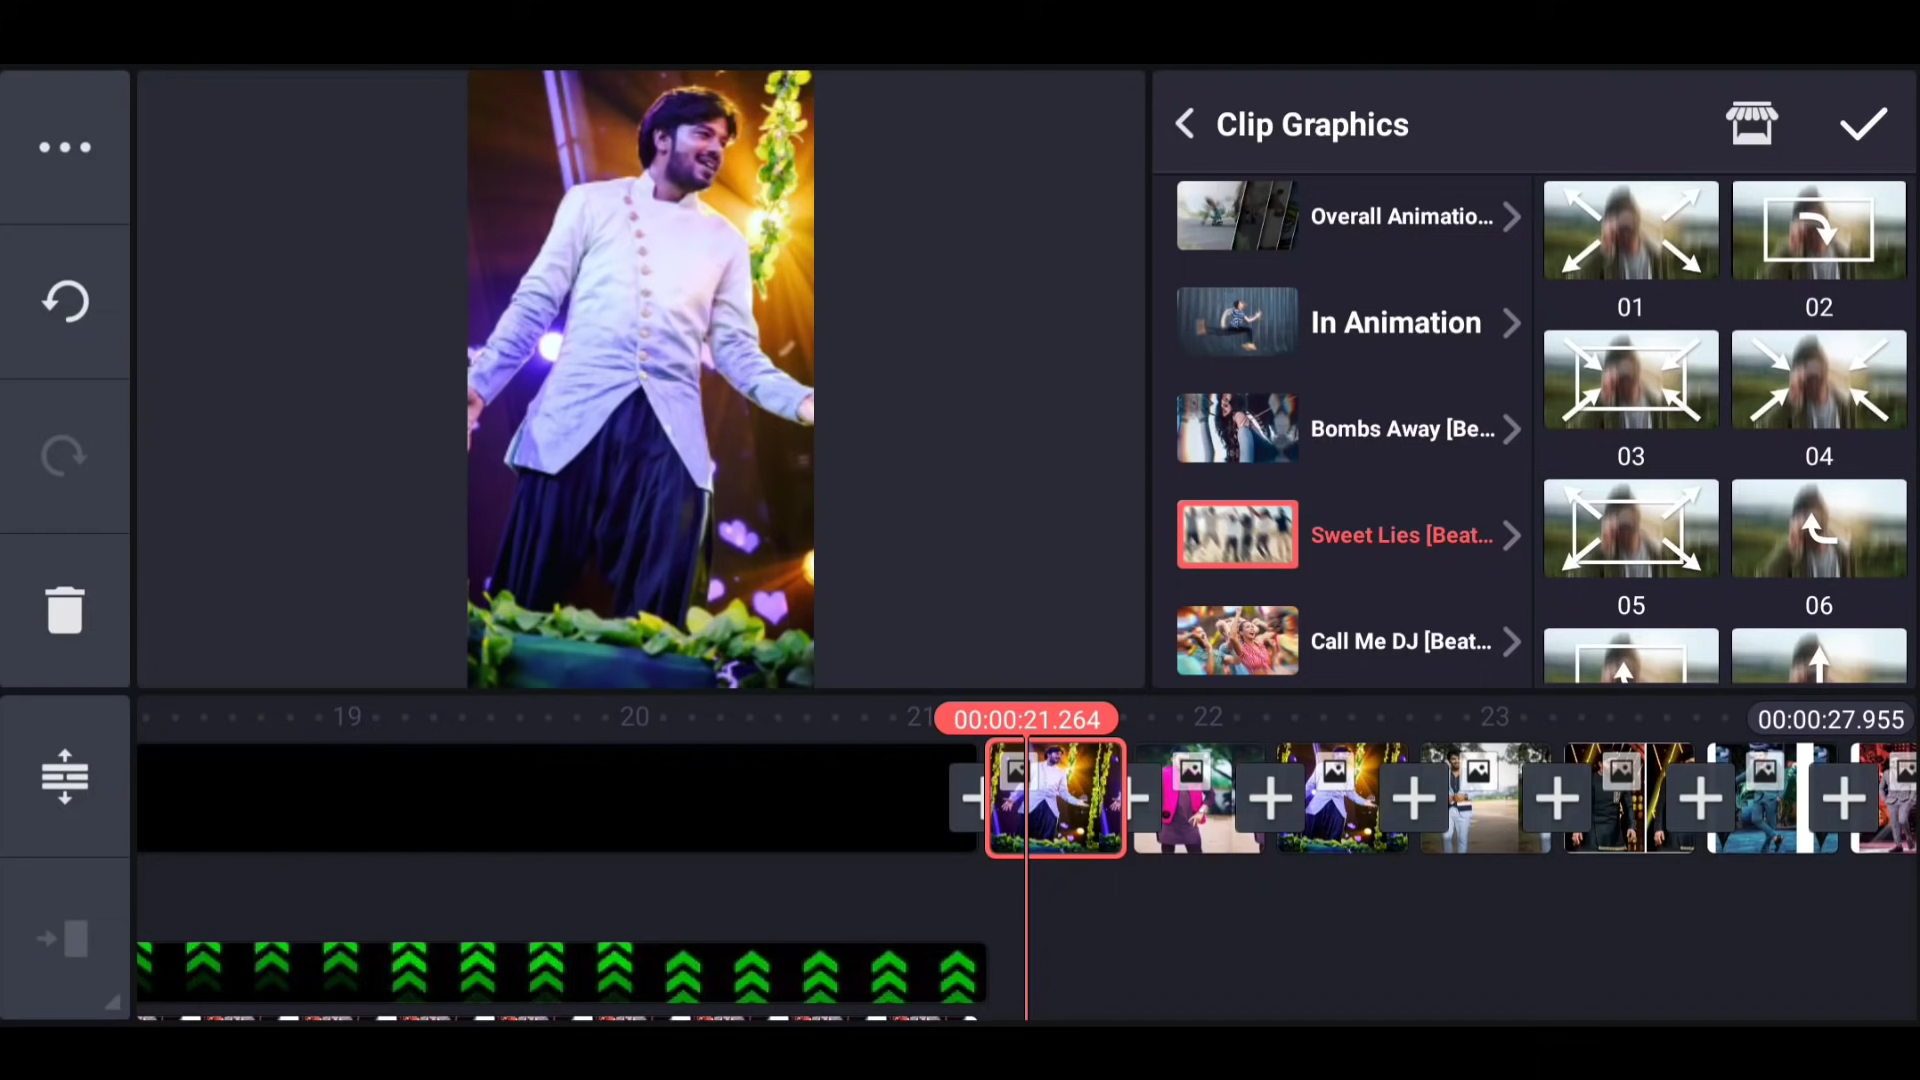 Clip Graphics
Overall Animatio...
In Animation
Bombs Away [Be...
Sweet Lies [Beat...
Call Me DJ [Beat...
01
02
03
04
05
06
19
20
21
00:00:21.264
22
23
00:00:27.955